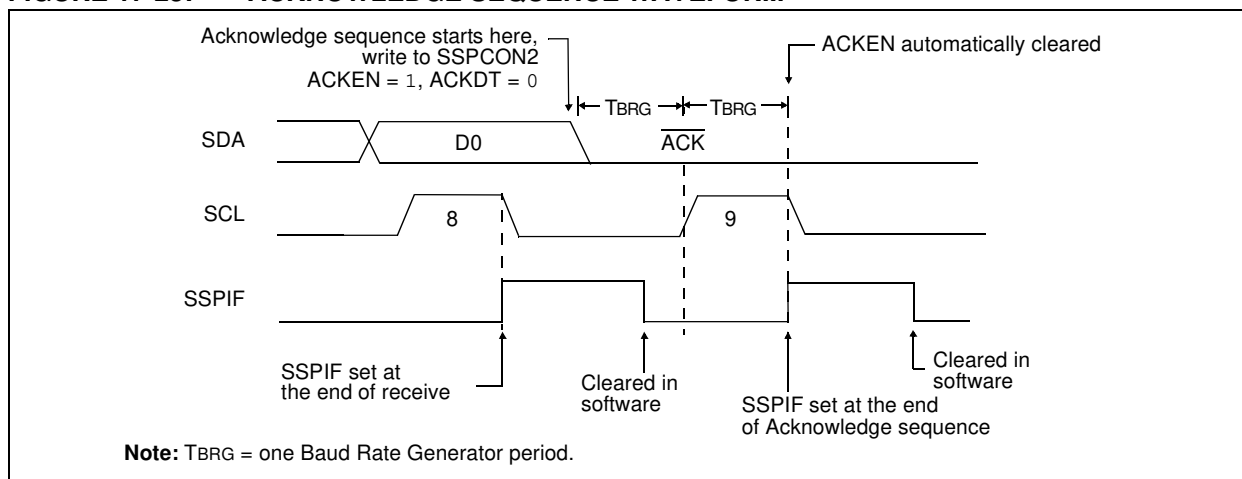 Acknowledge sequence starts here,
write to SSPCON2
ACKEN = 1, ACKDT = 0
ACKEN automatically cleared
TBRG
TBRG
SDA
D0
ACK
SCL
8
9
SSPIF
SSPIF set at
the end of receive
Cleared in
software
SSPIF set at the end
of Acknowledge sequence
Cleared in
software
Note: TBRG = one Baud Rate Generator period.